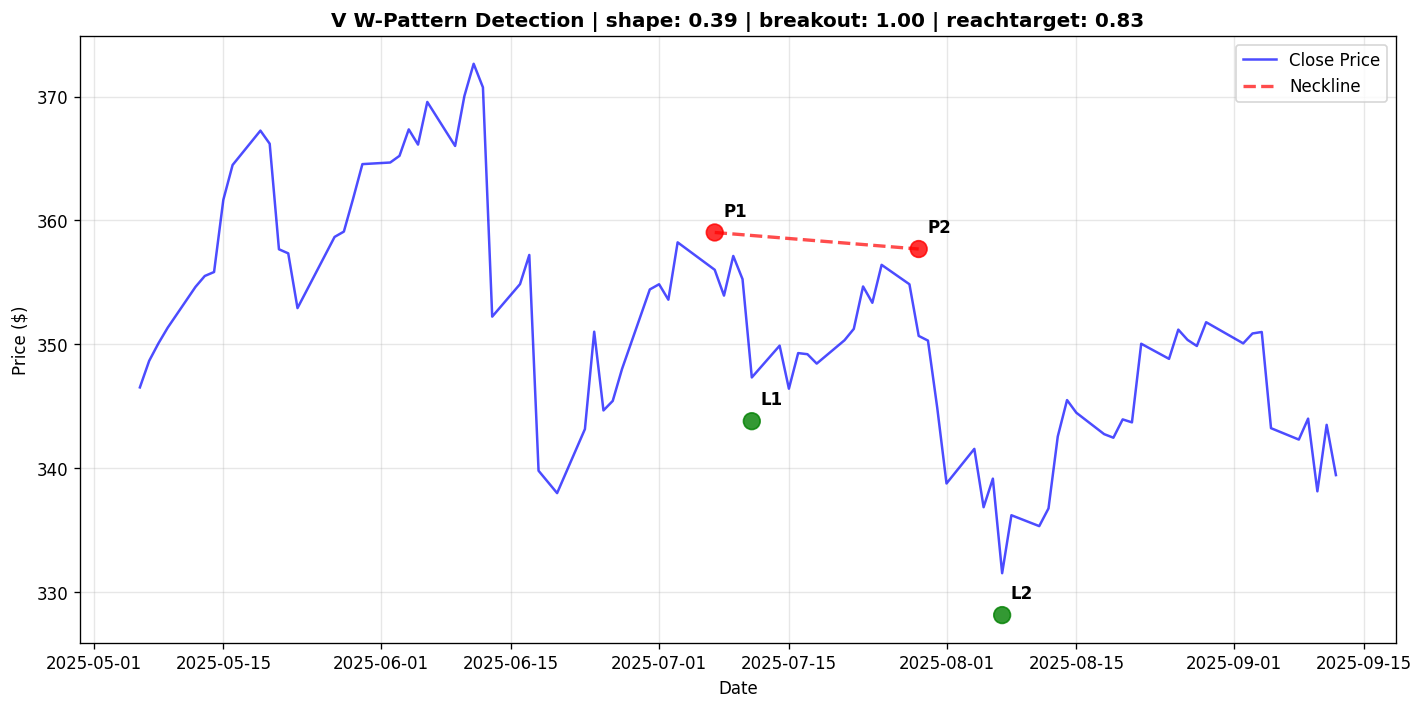 V W-Pattern Detection | shape: 0.39 | breakout: 1.00 | reachtarget: 0.83
Close Price
Neckline
370
360
350
340
330
Price ($)
P1
P2
L1
L2
2025-05-01
2025-05-15
2025-06-01
2025-06-15
2025-07-01
2025-07-15
2025-08-01
2025-08-15
2025-09-01
2025-09-15
Date